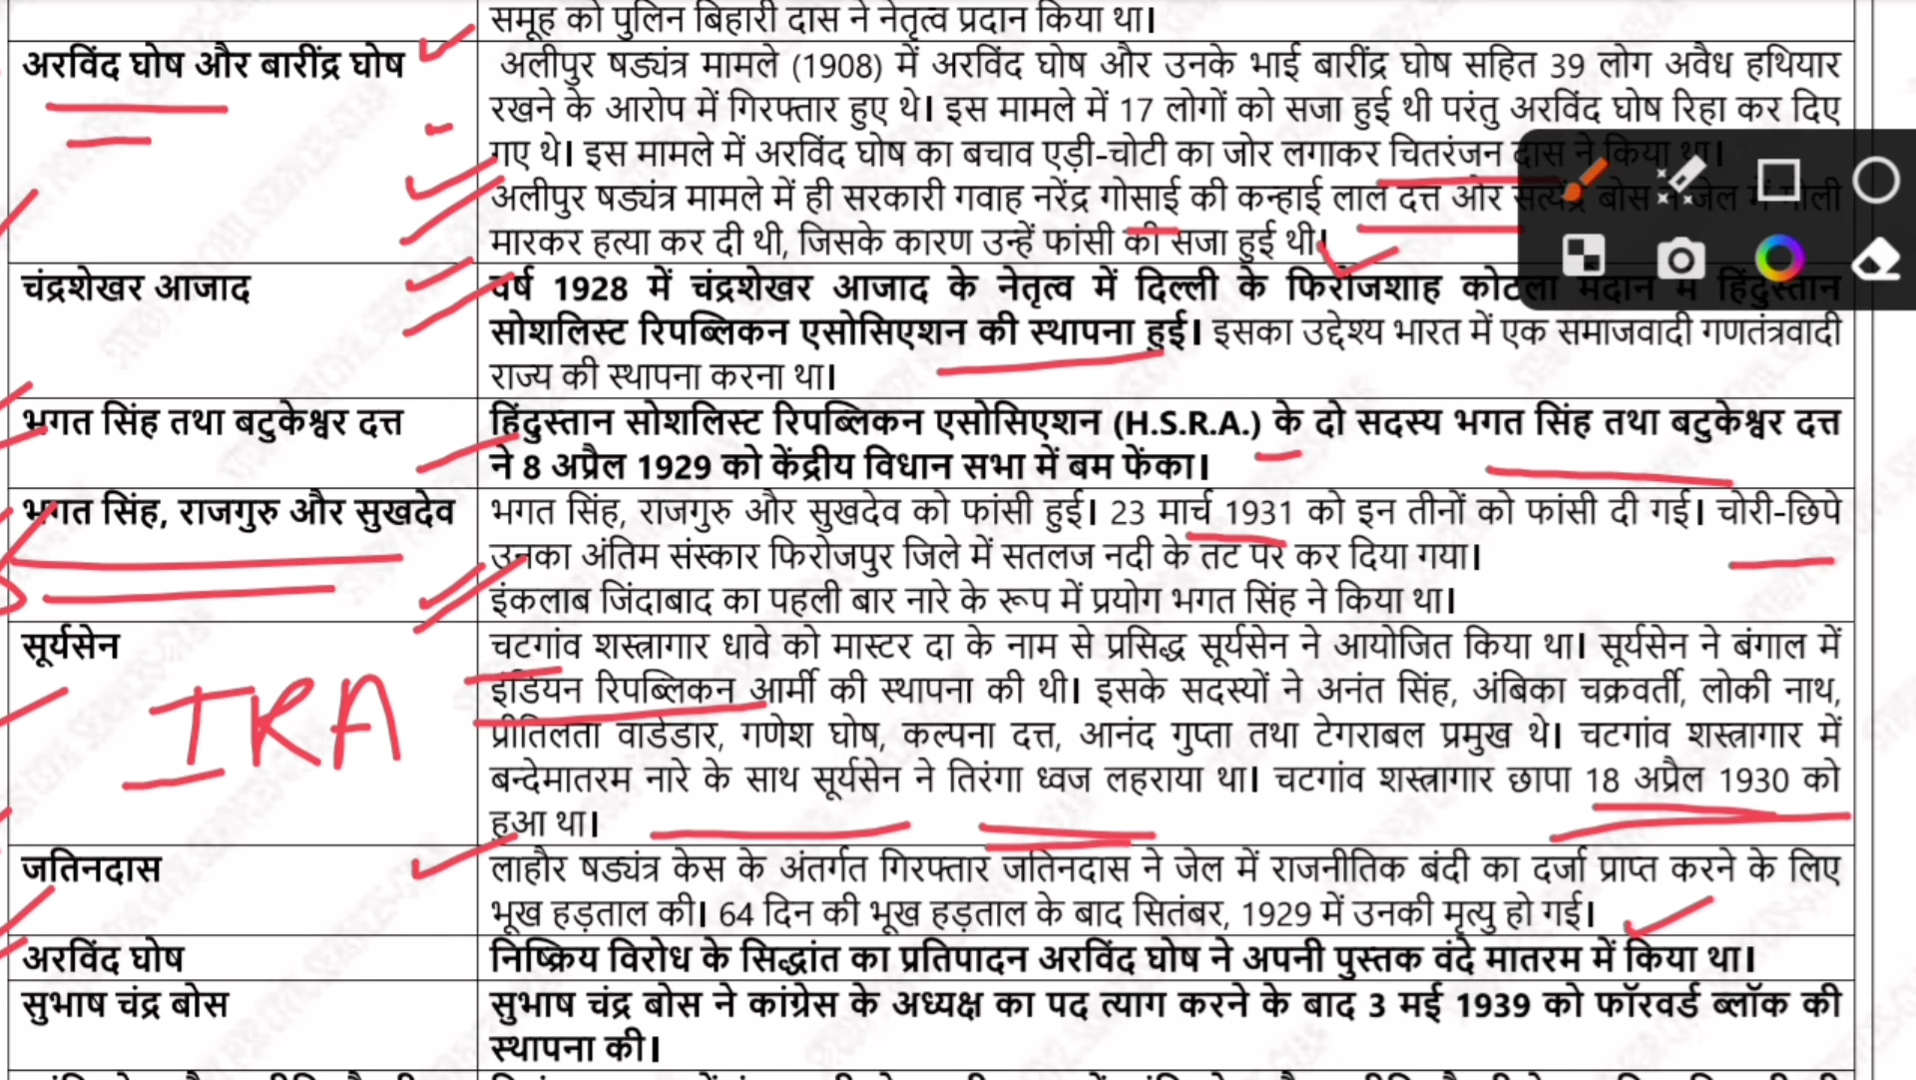 समूह को पुलिन बिहारी दास ने नेतृत्व प्रदान किया था।
अरविंद घोष और बारींद्र घोष
अलीपुर षड्यंत्र मामले (1908) में अरविंद घोष और उनके भाई बारींद्र घोष सहित 39 लोग अवैध हथियार
रखने के आरोप में गिरफ्तार हुए थे। इस मामले में 17 लोगों को सजा हुई थी परंतु अरविंद घोष रिहा कर दिए
गए थे। इस मामले में अरविंद घोष का बचाव एड़ी-चोटी का जोर लगाकर चितरंजन दास ने किया था।
अलीपुर षड्यंत्र मामले में ही सरकारी गवाह नरेंद्र गोसाई की कन्हाई लाल दत्त और सत्येंद्र बोस ने जेल में गोली
मारकर हत्या कर दी थी, जिसके कारण उन्हें फांसी की सजा हुई थी।
चंद्रशेखर आजाद
वर्ष 1928 में चंद्रशेखर आजाद के नेतृत्व में दिल्ली के फिरोजशाह कोटला मैदान में हिंदुस्तान
सोशलिस्ट रिपब्लिकन एसोसिएशन की स्थापना हुई। इसका उद्देश्य भारत में एक समाजवादी गणतंत्रवादी
राज्य की स्थापना करना था।
भगत सिंह तथा बटुकेश्वर दत्त
हिंदुस्तान सोशलिस्ट रिपब्लिकन एसोसिएशन (H.S.R.A.) के दो सदस्य भगत सिंह तथा बटुकेश्वर दत्त
ने 8 अप्रैल 1929 को केंद्रीय विधान सभा में बम फेंका।
भगत सिंह, राजगुरु और सुखदेव
भगत सिंह, राजगुरु और सुखदेव को फांसी हुई। 23 मार्च 1931 को इन तीनों को फांसी दी गई। चोरी-छिपे
उनका अंतिम संस्कार फिरोजपुर जिले में सतलज नदी के तट पर कर दिया गया।
इंकलाब जिंदाबाद का पहली बार नारे के रूप में प्रयोग भगत सिंह ने किया था।
सूर्यसेन
IRA
चटगांव शस्त्रागार धावे को मास्टर दा के नाम से प्रसिद्ध सूर्यसेन ने आयोजित किया था। सूर्यसेन ने बंगाल में
इंडियन रिपब्लिकन आर्मी की स्थापना की थी। इसके सदस्यों ने अनंत सिंह, अंबिका चक्रवर्ती, लोकी नाथ,
प्रीतिलता वाडेडार, गणेश घोष, कल्पना दत्त, आनंद गुप्ता तथा टेगराबल प्रमुख थे। चटगांव शस्त्रागार में
बन्देमातरम नारे के साथ सूर्यसेन ने तिरंगा ध्वज लहराया था। चटगांव शस्त्रागार छापा 18 अप्रैल 1930 को
हुआ था।
जतिनदास
लाहौर षड्यंत्र केस के अंतर्गत गिरफ्तार जतिनदास ने जेल में राजनीतिक बंदी का दर्जा प्राप्त करने के लिए
भूख हड़ताल की। 64 दिन की भूख हड़ताल के बाद सितंबर, 1929 में उनकी मृत्यु हो गई।
अरविंद घोष
निष्क्रिय विरोध के सिद्धांत का प्रतिपादन अरविंद घोष ने अपनी पुस्तक वंदे मातरम में किया था।
सुभाष चंद्र बोस
सुभाष चंद्र बोस ने कांग्रेस के अध्यक्ष का पद त्याग करने के बाद 3 मई 1939 को फॉरवर्ड ब्लॉक की
स्थापना की।